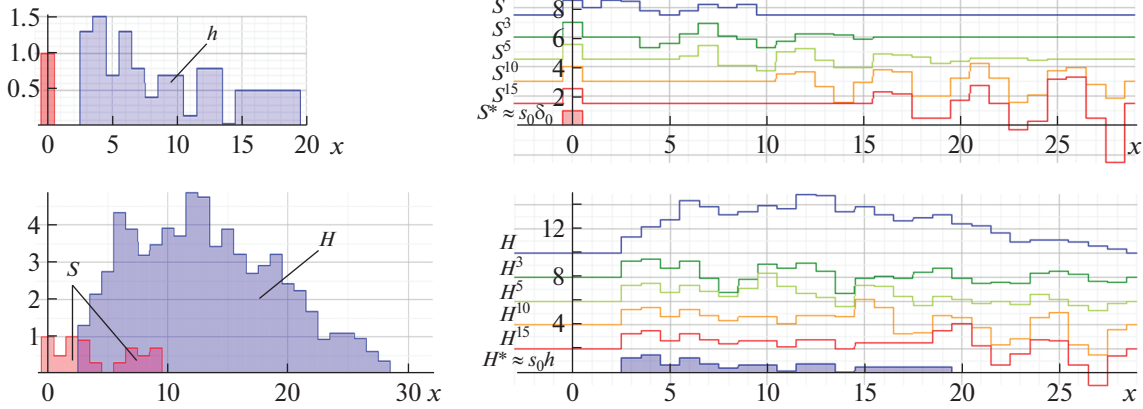 1.5
1.0
0.5
h
0 5 10 15 20 x
S
8
S³
6
S⁵
4
S¹⁰
S¹⁵
2
S* ≈ s₀δ₀
0 5 10 15 20 25 x
4
3
2
1
S
H
0 10 20 30 x
12
H
8
H³
H⁵
H¹⁰
4
H¹⁵
H* ≈ s₀h
0 5 10 15 20 25 x